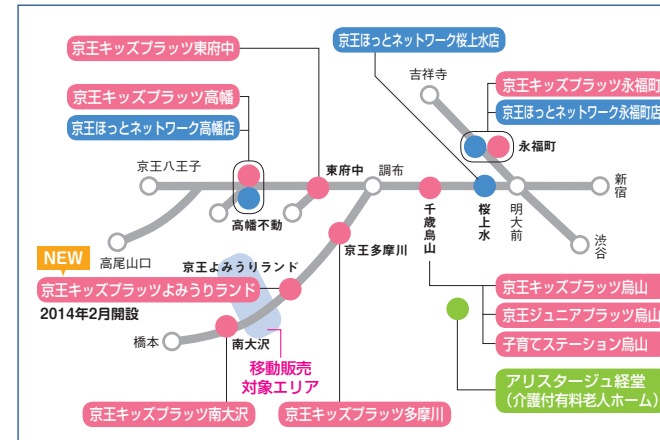 京王キッズプラッツ東府中
京王ほっとネットワーク桜上水店
吉祥寺
京王キッズプラッツ高幡
京王ほっとネットワーク高幡店
京王キッズプラッツ永福町
京王ほっとネットワーク永福町店
永福町
京王八王子
東府中
調布
新宿
高幡不動
千歳烏山
桜上水
明大前
渋谷
高尾山口
京王多摩川
NEW
京王よみうりランド
京王キッズプラッツよみうりランド
2014年2月開設
京王キッズプラッツ烏山
京王ジュニアプラッツ烏山
子育てステーション烏山
橋本
南大沢
移動販売
対象エリア
アリスタージュ経堂
（介護付有料老人ホーム）
京王キッズプラッツ南大沢
京王キッズプラッツ多摩川